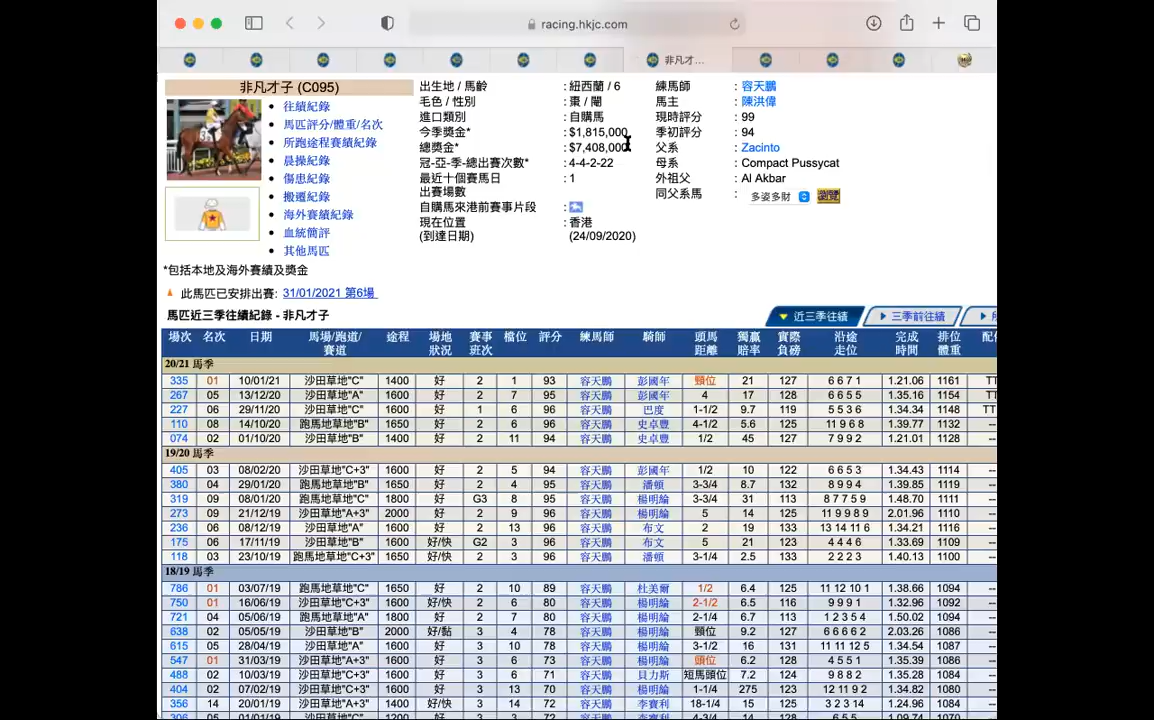 racing.hkjc.com
非凡才...
非凡才子 (C095)
往績紀錄
馬匹評分/體重/名次
所跑途程賽績紀錄
晨操紀錄
傷患紀錄
搬遷紀錄
海外賽績紀錄
血統簡評
其他馬匹
出生地 / 馬齡 : 紐西蘭 / 6 練馬師 : 容天鵬
毛色 / 性別 : 棗 / 閹 馬主 : 陳洪偉
進口類別 : 自購馬 現時評分 : 99
今季獎金* : $1,815,000 季初評分 : 94
總獎金* : $7,408,000 父系 : Zacinto
冠-亞-季-總出賽次數* : 4-4-2-22 母系 : Compact Pussycat
最近十個賽馬日 : 1 外祖父 : Al Akbar
出賽場數 同父系馬 : 多姿多財 瀏覽
自購馬來港前賽事片段 :
現在位置 : 香港
(到達日期) (24/09/2020)
*包括本地及海外賽績及獎金
此馬匹已安排出賽: 31/01/2021 第6場
馬匹近三季往績紀錄 - 非凡才子 近三季往績 三季前往績
場次 名次 日期 馬場/跑道/ 途程 場地 賽事 檔位 評分 練馬師 騎師 頭馬 獨贏 實際 沿途 完成 排位
賽道 狀況 班次 距離 賠率 負磅 走位 時間 體重
20/21 馬季
335 01 10/01/21 沙田草地"C" 1400 好 2 1 93 容天鵬 彭國年 頸位 21 127 6 6 7 1 1.21.06 1161 TT
267 05 13/12/20 沙田草地"A" 1600 好 2 7 95 容天鵬 彭國年 4 17 128 6 6 5 5 1.35.16 1154 TT
227 06 29/11/20 沙田草地"C" 1600 好 1 6 96 容天鵬 巴度 1-1/2 9.7 119 5 5 3 6 1.34.34 1148 TT
110 08 14/10/20 跑馬地草地"B" 1650 好 2 6 96 容天鵬 史卓豐 4-1/2 5.6 125 11 9 6 8 1.39.77 1132 --
074 02 01/10/20 沙田草地"B" 1400 好 2 11 94 容天鵬 史卓豐 1/2 45 127 7 9 9 2 1.21.01 1128 --
19/20 馬季
405 03 08/02/20 沙田草地"C+3" 1600 好 2 5 94 容天鵬 彭國年 1/2 10 122 6 6 5 3 1.34.43 1114 --
380 04 29/01/20 跑馬地草地"B" 1650 好 2 4 95 容天鵬 潘頓 3-3/4 8.7 132 8 9 9 4 1.39.85 1119 --
319 09 08/01/20 跑馬地草地"C" 1800 好 G3 8 95 容天鵬 楊明綸 3-3/4 31 113 8 7 7 5 9 1.48.70 1111 --
273 09 21/12/19 沙田草地"A+3" 2000 好 2 9 96 容天鵬 楊明綸 5 14 125 11 9 9 8 9 2.01.96 1110 --
236 06 08/12/19 沙田草地"A" 1600 好 2 13 96 容天鵬 布文 2 19 133 13 14 11 6 1.34.21 1116 --
175 06 17/11/19 沙田草地"B" 1600 好/快 G2 3 96 容天鵬 布文 5 21 123 4 4 4 6 1.33.69 1109 --
118 03 23/10/19 跑馬地草地"C+3" 1650 好/快 2 3 96 容天鵬 潘頓 3-1/4 2.5 133 2 2 2 3 1.40.13 1100 --
18/19 馬季
786 01 03/07/19 跑馬地草地"C" 1650 好 2 10 89 容天鵬 杜美爾 1/2 6.4 125 11 12 10 1 1.38.66 1094 --
750 01 16/06/19 沙田草地"C+3" 1600 好/快 2 6 80 容天鵬 楊明綸 2-1/2 6.5 116 9 9 9 1 1.32.96 1092 --
721 04 05/06/19 跑馬地草地"A" 1800 好 2 7 80 容天鵬 楊明綸 2-1/4 6.7 113 1 2 3 5 4 1.50.02 1094 --
638 02 05/05/19 沙田草地"B" 2000 好/黏 3 4 78 容天鵬 楊明綸 頸位 9.2 127 6 6 6 6 2 2.03.26 1086 --
615 05 28/04/19 沙田草地"A" 1600 好 3 10 78 容天鵬 楊明綸 3-1/2 16 131 11 11 12 5 1.34.54 1087 --
547 01 31/03/19 沙田草地"A+3" 1600 好 3 6 73 容天鵬 楊明綸 頭位 6.2 128 4 5 5 1 1.35.39 1086 --
488 02 10/03/19 沙田草地"C+3" 1600 好 3 6 71 容天鵬 貝力斯 短馬頭位 7.2 124 9 8 8 2 1.35.28 1084 --
404 02 07/02/19 沙田草地"C+3" 1600 好 3 13 70 容天鵬 楊明綸 1-1/4 275 123 12 11 9 2 1.34.82 1080 --
356 14 20/01/19 沙田草地"A+3" 1400 好/快 3 14 72 容天鵬 李寶利 18-1/4 15 125 3 2 3 14 1.24.96 1084 --